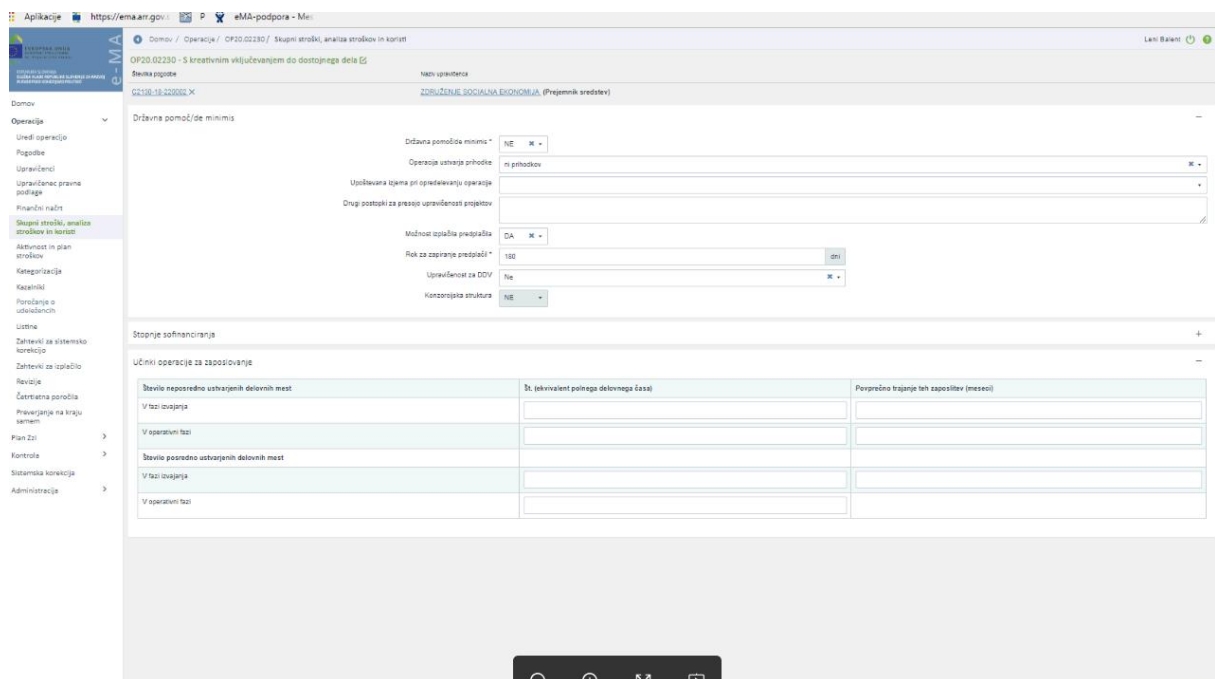 Aplikacije
https://ema.arr.gov.s
P
eMA-podpora - Mes
EVROPSKA UNIJA
e-MA
Domov / Operacije / OP20.02230 / Skupni stroški, analiza stroškov in koristi
Leni Balent
OP20.02230 - S kreativnim vključevanjem do dostojnega dela
Številka pogodbe
Naziv upravičenca
ZDRUŽENJE SOCIALNA EKONOMIJA (Prejemnik sredstev)
Domov
Operacija
Uredi operacijo
Pogodbe
Upravičenci
Upravičenec pravne
podlage
Finančni načrt
Skupni stroški, analiza
stroškov in koristi
Aktivnost in plan
stroškov
Kategorizacija
Kazalniki
Poročanje o
udeležencih
Listine
Zahtevki za sistemsko
korekcijo
Zahtevki za izplačilo
Revizije
Četrtletna poročila
Preverjanje na kraju
samem
Plan ZzI
Kontrola
Sistemska korekcija
Administracija
Državna pomoč/de minimis
Državna pomoč/de minimis * NE
Operacija ustvarja prihodke ni prihodkov
Upoštevana izjema pri opredelevanju operacije
Drugi postopki za presojo upravičenosti projektov
Možnost izplačila predplačila DA
Rok za zapiranje predplačil * 180 dni
Upravičenost za DDV Ne
Konzorcijska struktura NE
Stopnje sofinanciranja
Učinki operacije za zaposlovanje
Število neposredno ustvarjenih delovnih mest Št. (ekvivalent polnega delovnega časa) Povprečno trajanje teh zaposlitev (meseci)
V fazi izvajanja
V operativni fazi
Število posredno ustvarjenih delovnih mest
V fazi izvajanja
V operativni fazi